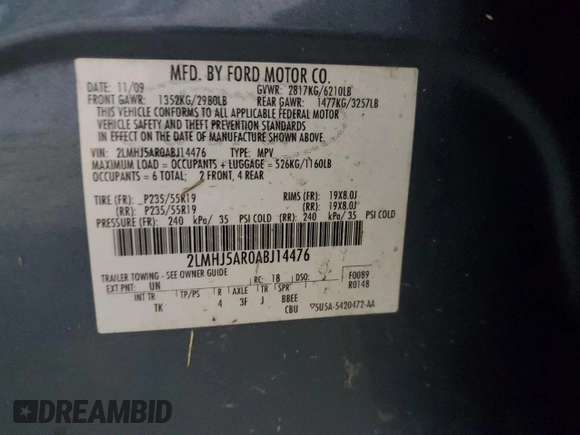 MFD. BY FORD MOTOR CO.
DATE: 11/09 GVWR: 2817KG/6210LB
FRONT GAWR: 1352KG/2980LB REAR GAWR: 1477KG/3257LB
THIS VEHICLE CONFORMS TO ALL APPLICABLE FEDERAL MOTOR
VEHICLE SAFETY AND THEFT PREVENTION STANDARDS
IN EFFECT ON THE DATE OF MANUFACTURE SHOWN ABOVE.
VIN: 2LMHJ5AR0ABJ14476 TYPE: MPV
MAXIMUM LOAD = OCCUPANTS + LUGGAGE = 526KG/1160LB
OCCUPANTS = 6 TOTAL; 2 FRONT, 4 REAR
TIRE (FR): P235/55R19 RIMS (FR): 19X8.0J
(RR): P235/55R19 (RR): 19X8.0J
PRESSURE (FR): 240 kPa/ 35 PSI COLD (RR): 240 kPa/ 35 PSI COLD
2LMHJ5AR0ABJ14476
TRAILER TOWING - SEE OWNER GUIDE
EXT PNT: UN RC: 18 DSO: F0089
R0148
INT TR TP/PS R AXLE TR SPR
TK 4 3F J BBEE
CBU 5U5A-5420472-AA
DREAMBID